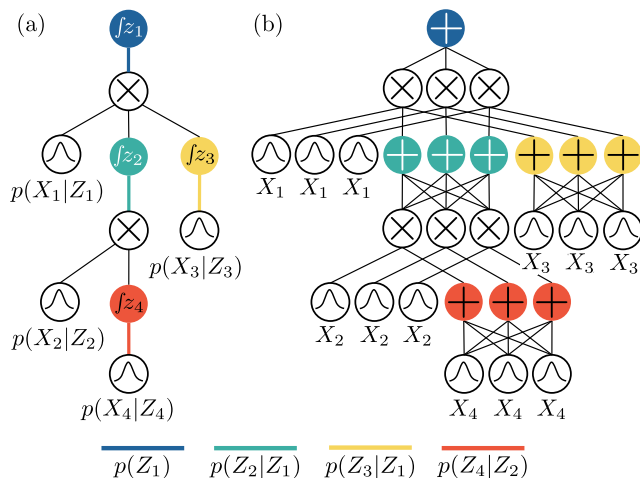 (a)
(b)
∫z₁
∫z₂
∫z₃
X₁ X₁ X₁
p(X₁|Z₁)
p(X₃|Z₃)
X₃ X₃ X₃
∫z₄
p(X₂|Z₂)
X₂ X₂ X₂
p(X₄|Z₄)
X₄ X₄ X₄
p(Z₁) p(Z₂|Z₁) p(Z₃|Z₁) p(Z₄|Z₂)